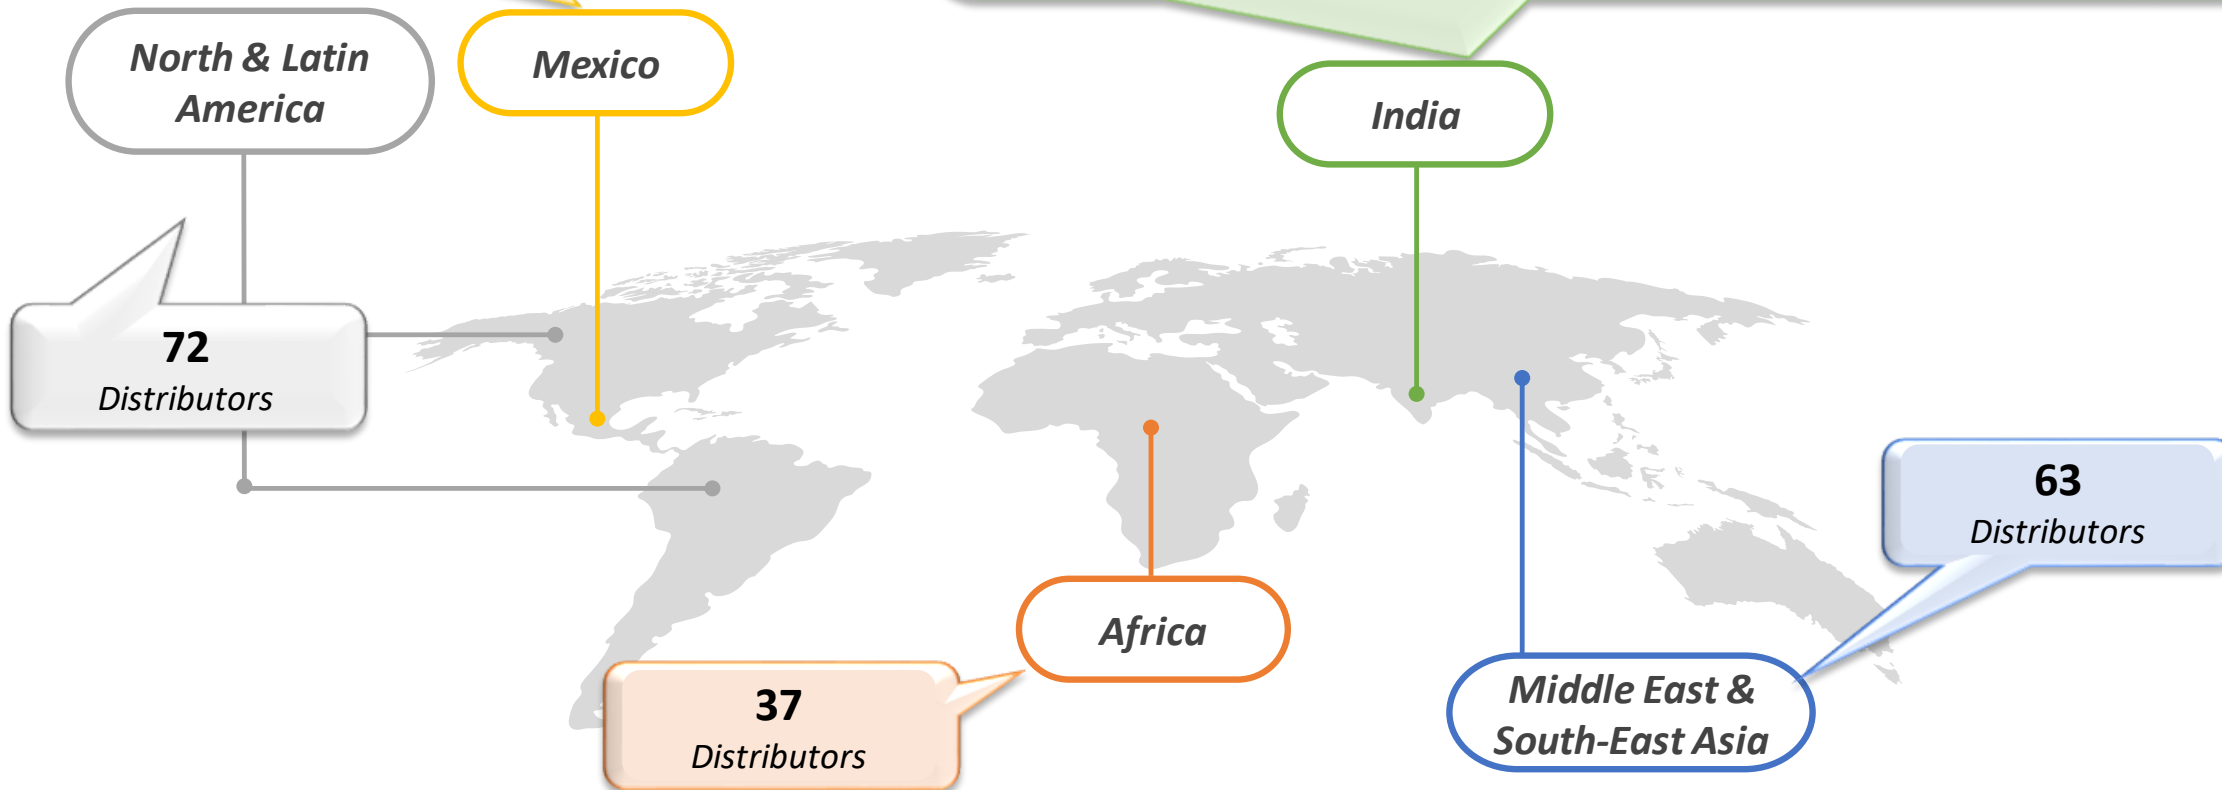 North & Latin
America
Mexico
India
72
Distributors
63
Distributors
Africa
37
Distributors
Middle East &
South-East Asia